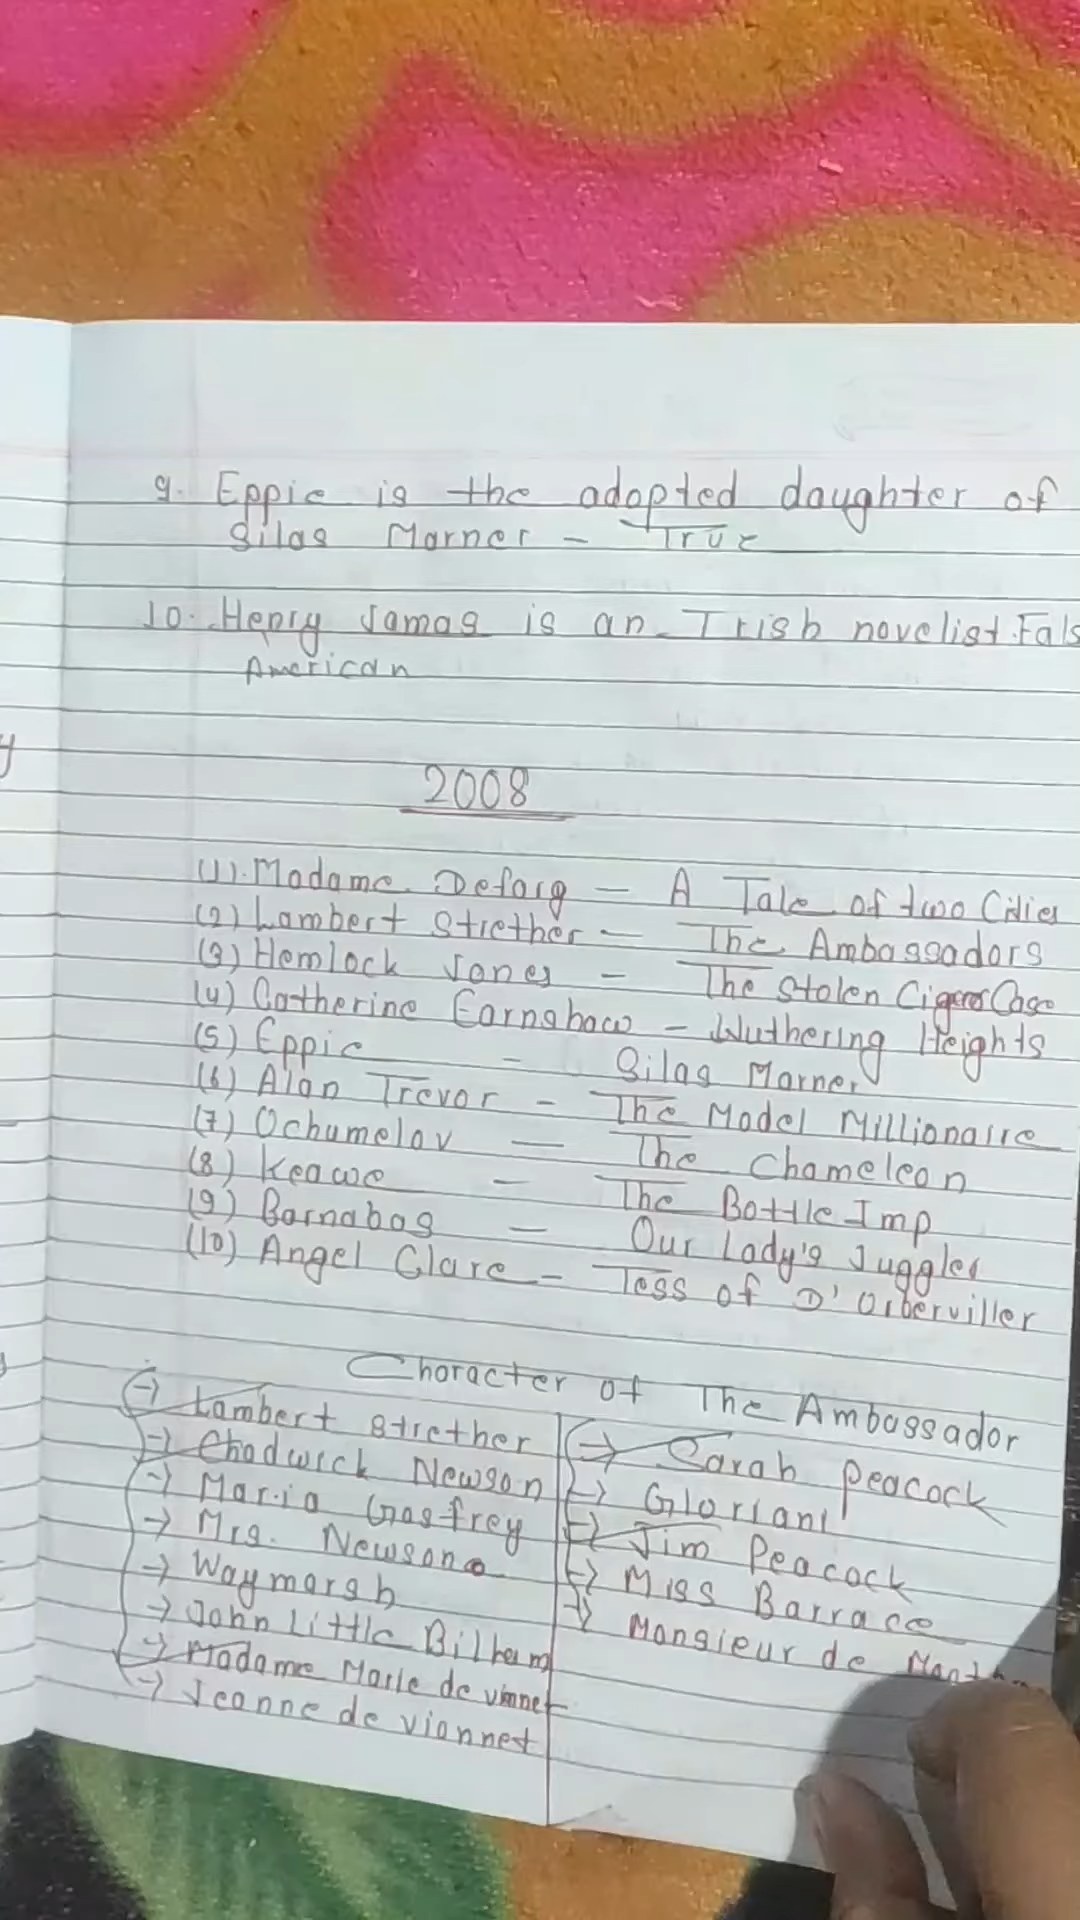 9. Eppie is the adopted daughter of
Silas Marner - True
10. Henry James is an Irish novelist. Fals
American
2008
(1). Madame Defarg - A Tale of two Cities
(2) Lambert Strether - The Ambassadors
(3) Hemlock Jones - The Stolen Cigar Case
(4) Catherine Earnshaw - Wuthering Heights
(5) Eppie - Silas Marner
(6) Alan Trevor - The Model Millionaire
(7) Ochumelov - The Chameleon
(8) Keawe - The Bottle Imp
(9) Barnabas - Our Lady's Juggler
(10) Angel Clare - Tess of D'Urberviller
Character of The Ambassador
→ Lambert Strether
→ Chadwick Newson
→ Maria Gosfrey
→ Mrs. Newsome
→ Waymarsh
→ John Little Bilham
→ Madame Marie de vionnet
→ Jeanne de vionnet
→ Sarah Peacock
→ Gloriani
→ Jim Peacock
→ Miss Barrace
→ Monsieur de